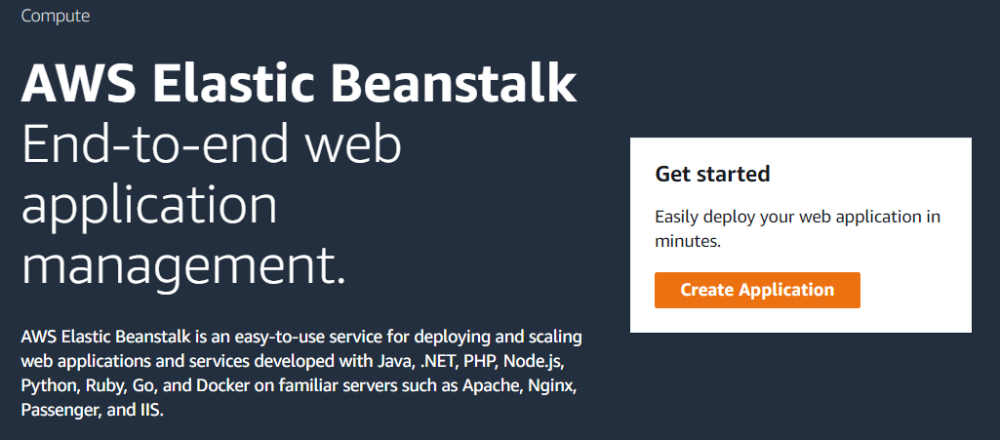 Compute
AWS Elastic Beanstalk
End-to-end web
application
management.
AWS Elastic Beanstalk is an easy-to-use service for deploying and scaling
web applications and services developed with Java, .NET, PHP, Node.js,
Python, Ruby, Go, and Docker on familiar servers such as Apache, Nginx,
Passenger, and IIS.
Get started
Easily deploy your web application in
minutes.
Create Application